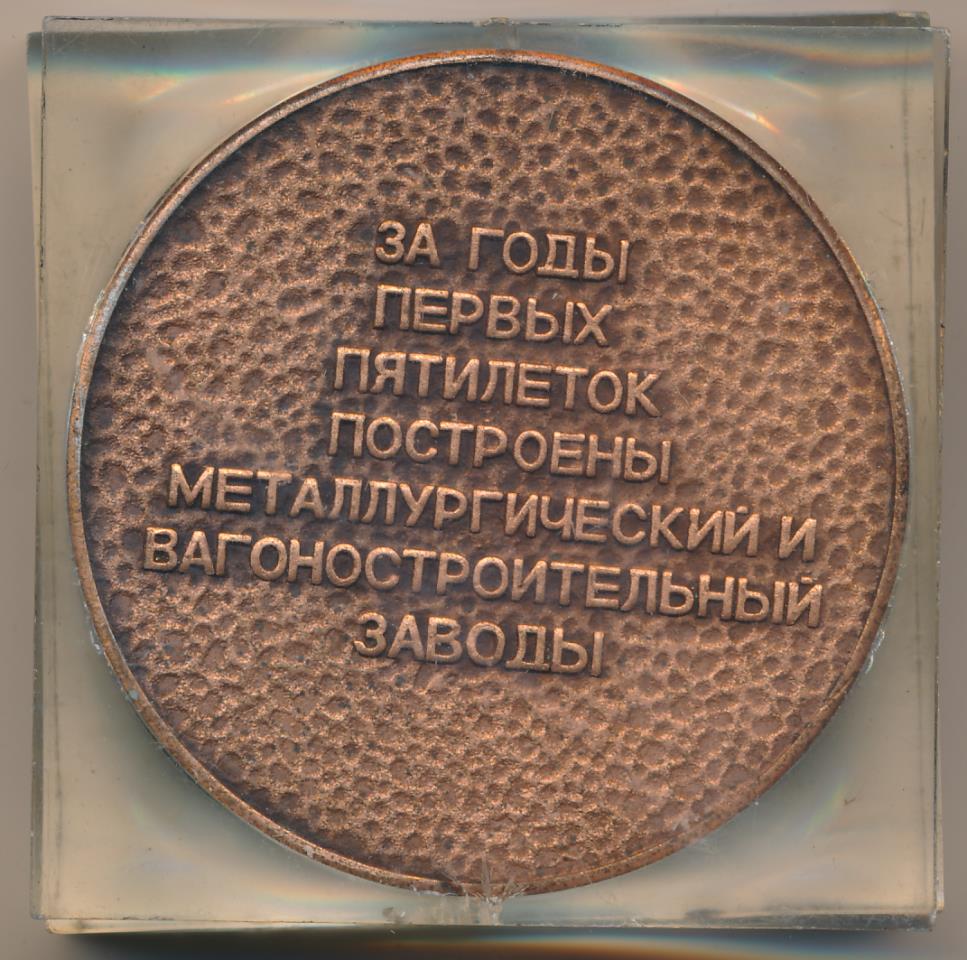 ЗА ГОДЫ
ПЕРВЫХ
ПЯТИЛЕТОК
ПОСТРОЕНЫ
МЕТАЛЛУРГИЧЕСКИЙ И
ВАГОНОСТРОИТЕЛЬНЫЙ
ЗАВОДЫ